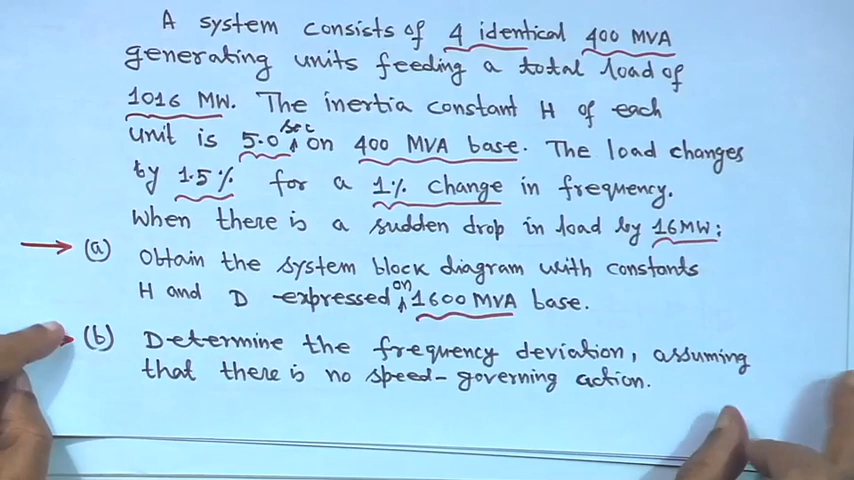 A system consists of 4 identical 400 MVA
generating units feeding a total load of
1016 MW. The inertia constant H of each
unit is 5.0 sec on 400 MVA base. The load changes
by 1.5% for a 1% change in frequency.
When there is a sudden drop in load by 16MW:
(a) Obtain the system block diagram with constants
H and D expressed on 1600 MVA base.
(b) Determine the frequency deviation, assuming
that there is no speed-governing action.